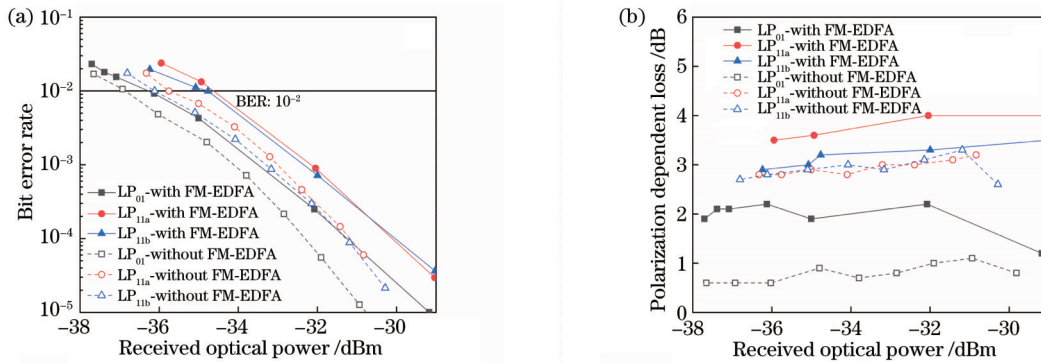 (a)
10⁻¹
10⁻²
10⁻³
10⁻⁴
10⁻⁵
Bit error rate
BER: 10⁻²
LP₀₁-with FM-EDFA
LP₁₁ₐ-with FM-EDFA
LP₁₁b-with FM-EDFA
LP₀₁-without FM-EDFA
LP₁₁ₐ-without FM-EDFA
LP₁₁b-without FM-EDFA
−38 −36 −34 −32 −30
Received optical power /dBm
(b)
6
5
4
3
2
1
0
Polarization dependent loss /dB
LP₀₁-with FM-EDFA
LP₁₁ₐ-with FM-EDFA
LP₁₁b-with FM-EDFA
LP₀₁-without FM-EDFA
LP₁₁ₐ-without FM-EDFA
LP₁₁b-without FM-EDFA
−38 −36 −34 −32 −30
Received optical power /dBm